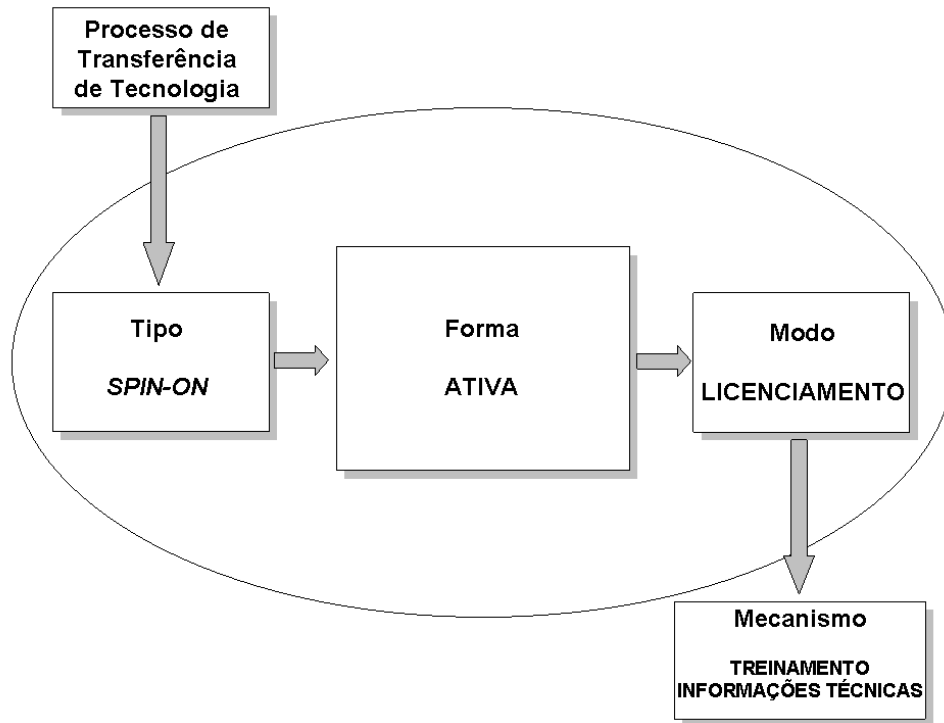 Processo de
Transferência
de Tecnologia
Tipo
SPIN-ON
Forma
ATIVA
Modo
LICENCIAMENTO
Mecanismo
TREINAMENTO
INFORMAÇÕES TÉCNICAS